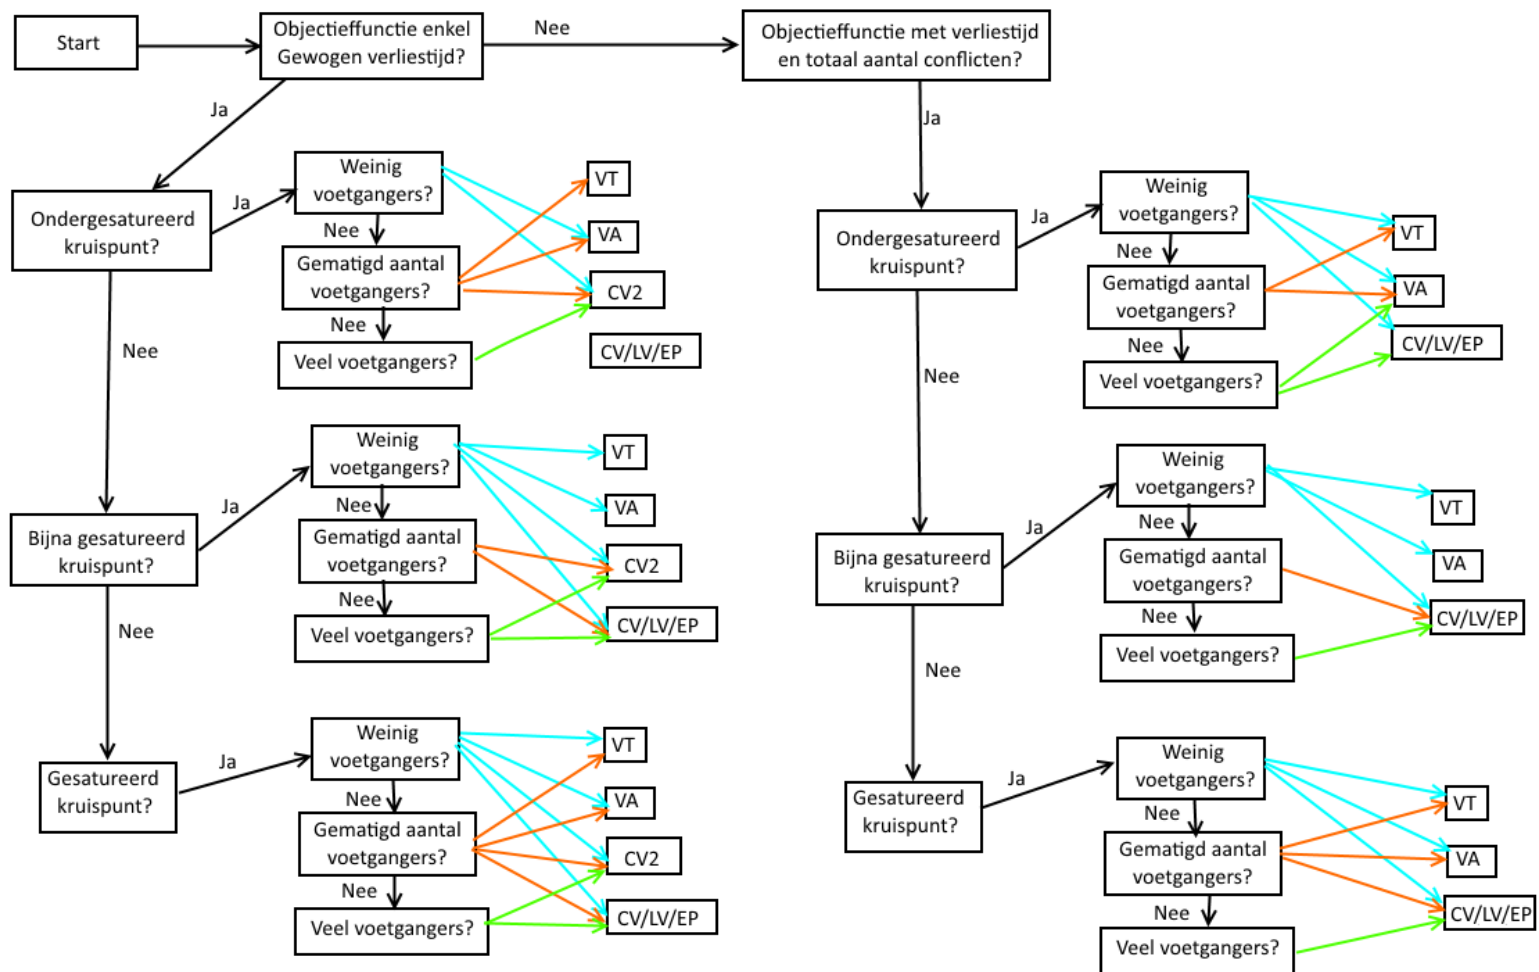 Start
Objectieffunctie enkel
Gewogen verliestijd?
Nee
Objectieffunctie met verliestijd
en totaal aantal conflicten?
Ja
Ondergesatureerd
kruispunt?
Ja
Weinig
voetgangers?
Nee
Gematigd aantal
voetgangers?
Nee
Veel voetgangers?
VT
VA
CV2
CV/LV/EP
Nee
Bijna gesatureerd
kruispunt?
Ja
Weinig
voetgangers?
Nee
Gematigd aantal
voetgangers?
Nee
Veel voetgangers?
VT
VA
CV2
CV/LV/EP
Nee
Gesatureerd
kruispunt?
Ja
Weinig
voetgangers?
Nee
Gematigd aantal
voetgangers?
Nee
Veel voetgangers?
VT
VA
CV2
CV/LV/EP
Ja
Ondergesatureerd
kruispunt?
Ja
Weinig
voetgangers?
Nee
Gematigd aantal
voetgangers?
Nee
Veel voetgangers?
VT
VA
CV/LV/EP
Nee
Bijna gesatureerd
kruispunt?
Ja
Weinig
voetgangers?
Nee
Gematigd aantal
voetgangers?
Nee
Veel voetgangers?
VT
VA
CV/LV/EP
Nee
Gesatureerd
kruispunt?
Ja
Weinig
voetgangers?
Nee
Gematigd aantal
voetgangers?
Nee
Veel voetgangers?
VT
VA
CV/LV/EP